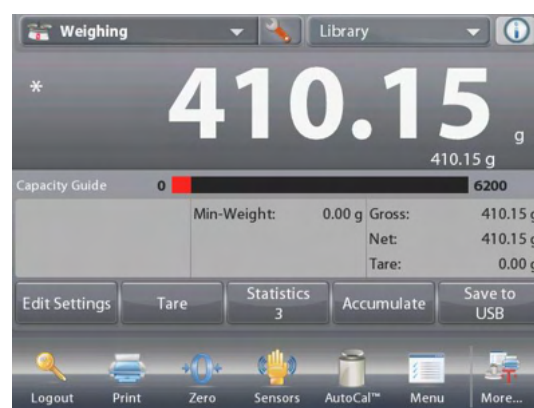 Weighing Library
* 410.15 g
410.15 g
Capacity Guide 0 6200
Min-Weight: 0.00 g Gross: 410.15 g
Net: 410.15 g
Tare: 0.00 g
Edit Settings Tare Statistics 3 Accumulate Save to USB
Logout Print Zero Sensors AutoCal™ Menu More...